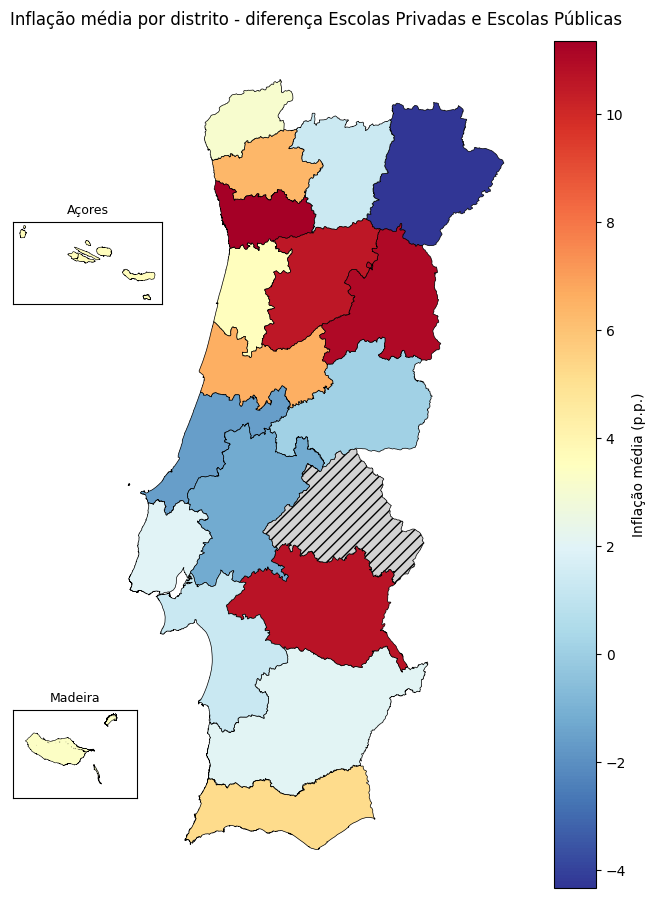 Inflação média por distrito - diferença Escolas Privadas e Escolas Públicas
Açores
Madeira
10
8
6
4
2
0
−2
−4
Inflação média (p.p.)